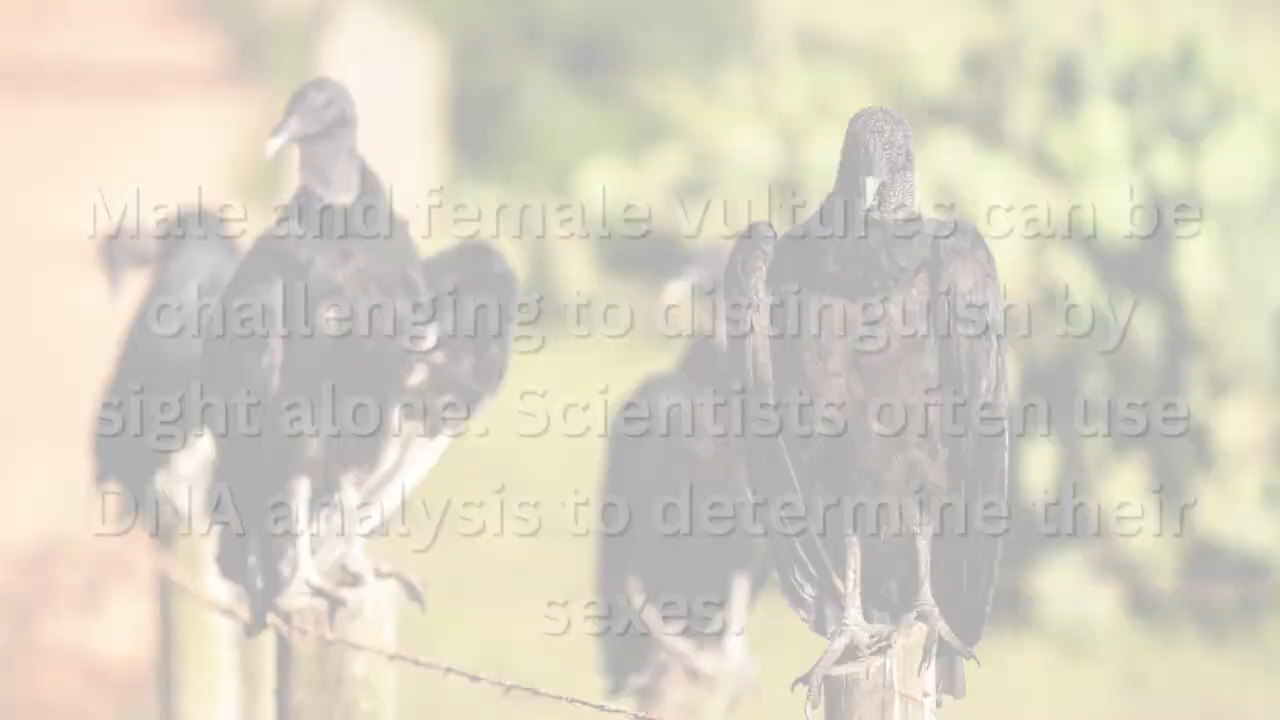 Male and female vultures can be
challenging to distinguish by
sight alone. Scientists often use
DNA analysis to determine their
sexes.